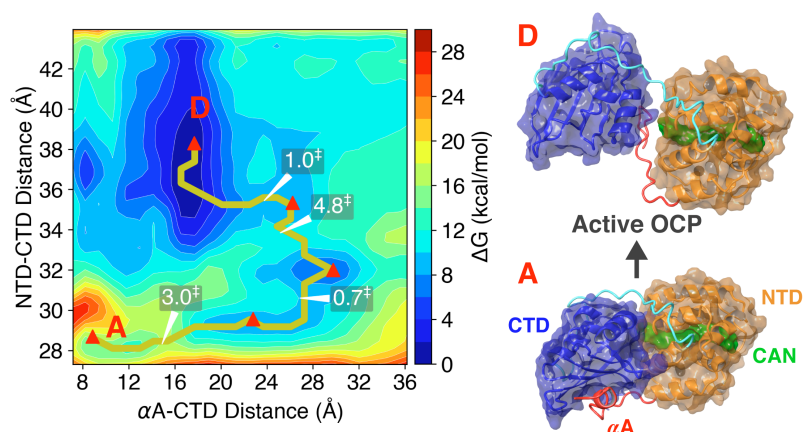 42
40
38
36
34
32
30
28
NTD-CTD Distance (Å)
8
12
16
20
24
28
32
36
αA-CTD Distance (Å)
D
1.0‡
4.8‡
0.7‡
3.0‡
A
28
24
20
16
12
8
4
0
ΔG (kcal/mol)
D
Active OCP
A
NTD
CTD
CAN
αA